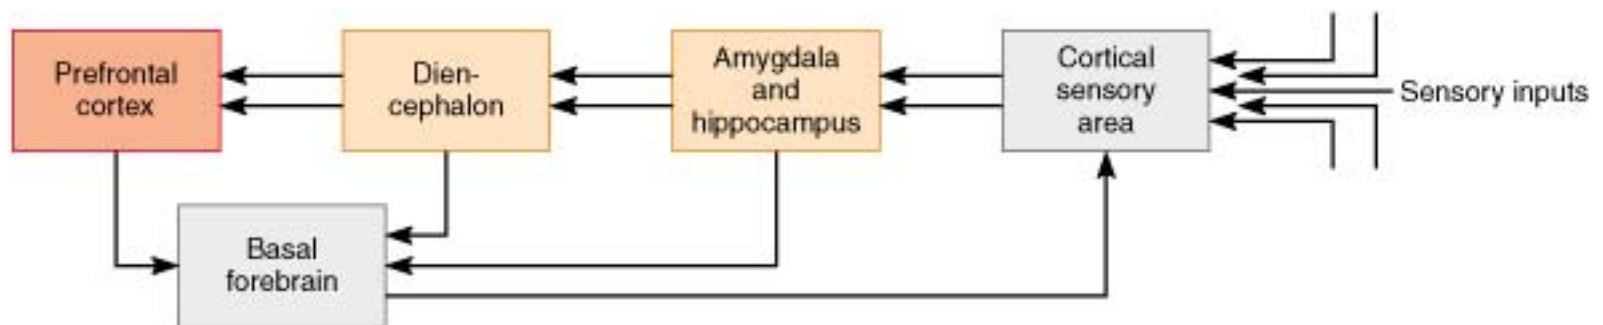 Prefrontal
cortex
Dien-
cephalon
Amygdala
and
hippocampus
Cortical
sensory
area
Sensory inputs
Basal
forebrain